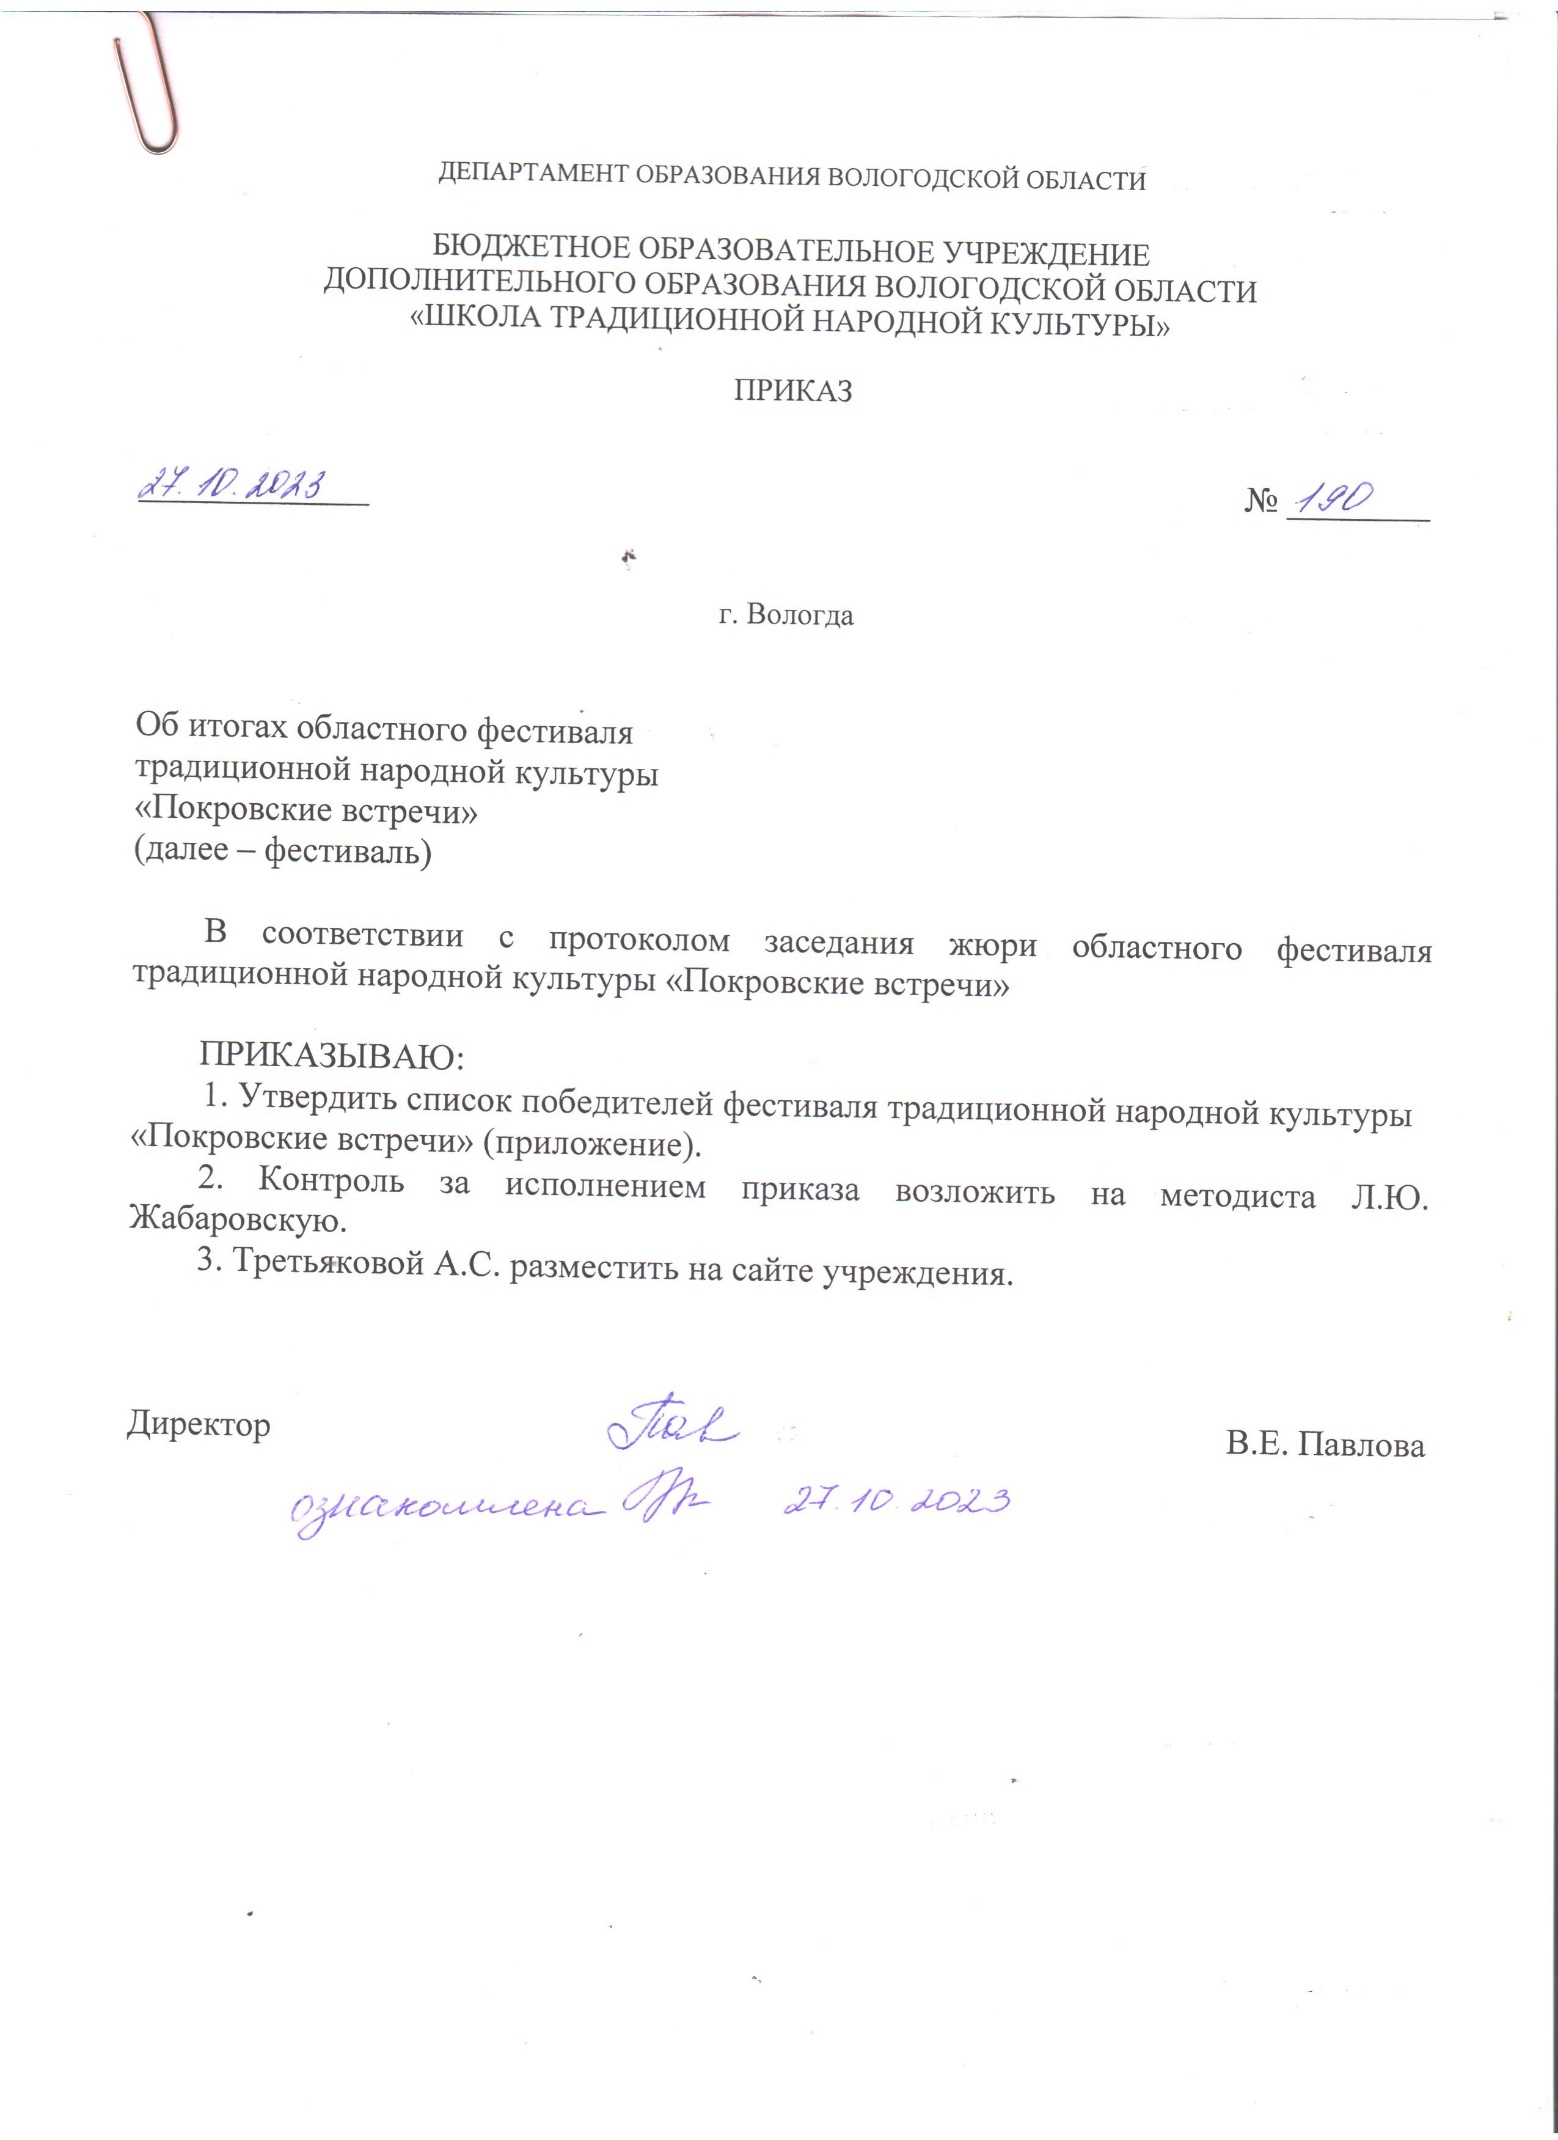 ДЕПАРТАМЕНТ ОБРАЗОВАНИЯ ВОЛОГОДСКОЙ ОБЛАСТИ
БЮДЖЕТНОЕ ОБРАЗОВАТЕЛЬНОЕ УЧРЕЖДЕНИЕ
ДОПОЛНИТЕЛЬНОГО ОБРАЗОВАНИЯ ВОЛОГОДСКОЙ ОБЛАСТИ
«ШКОЛА ТРАДИЦИОННОЙ НАРОДНОЙ КУЛЬТУРЫ»
ПРИКАЗ
27.10.2023 № 190
г. Вологда
Об итогах областного фестиваля
традиционной народной культуры
«Покровские встречи»
(далее – фестиваль)
В соответствии с протоколом заседания жюри областного фестиваля
традиционной народной культуры «Покровские встречи»
ПРИКАЗЫВАЮ:
1. Утвердить список победителей фестиваля традиционной народной культуры
«Покровские встречи» (приложение).
2. Контроль за исполнением приказа возложить на методиста Л.Ю.
Жабаровскую.
3. Третьяковой А.С. разместить на сайте учреждения.
Директор В.Е. Павлова
ознакомлена 27.10.2023